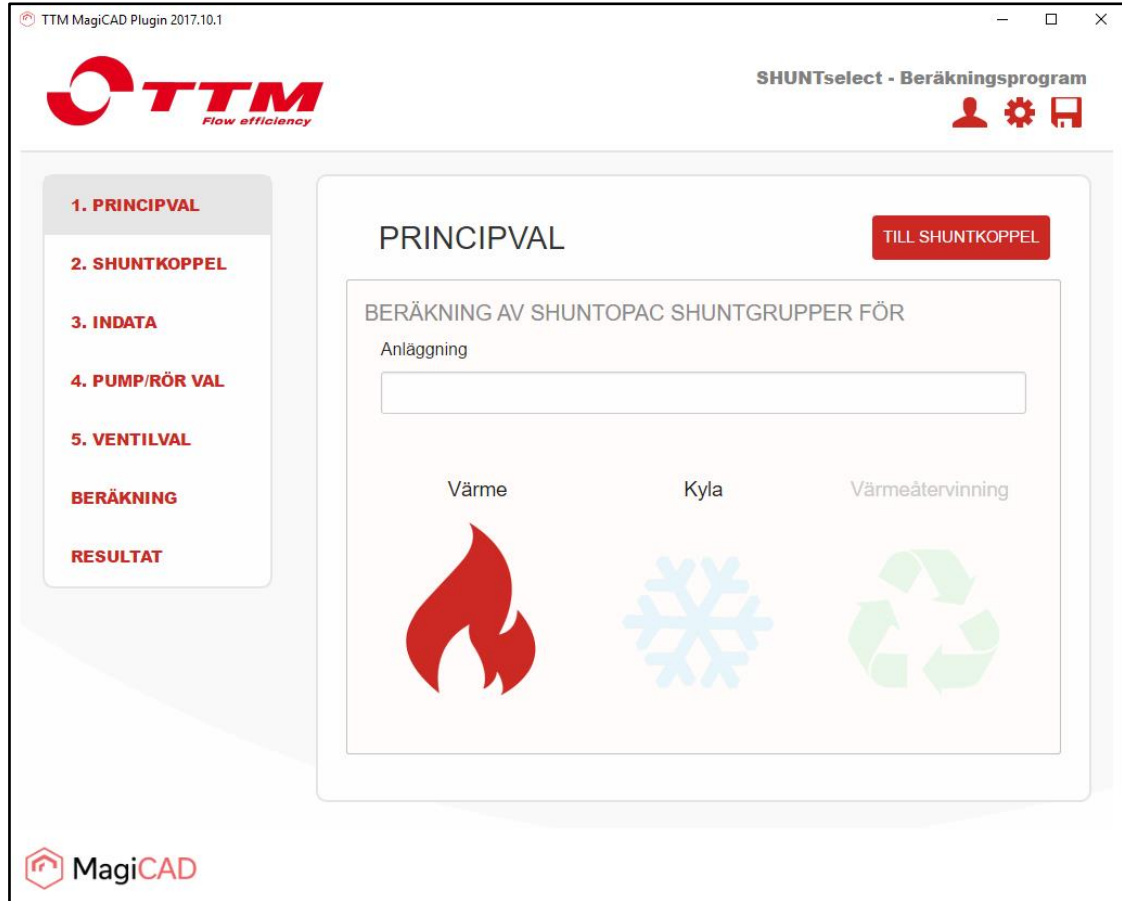 TTM MagiCAD Plugin 2017.10.1
TTM
Flow efficiency
SHUNTselect - Beräkningsprogram
1. PRINCIPVAL
2. SHUNTKOPPEL
3. INDATA
4. PUMP/RÖR VAL
5. VENTILVAL
BERÄKNING
RESULTAT
PRINCIPVAL
TILL SHUNTKOPPEL
BERÄKNING AV SHUNTOPAC SHUNTGRUPPER FÖR
Anläggning
Värme
Kyla
Värmeåtervinning
MagiCAD